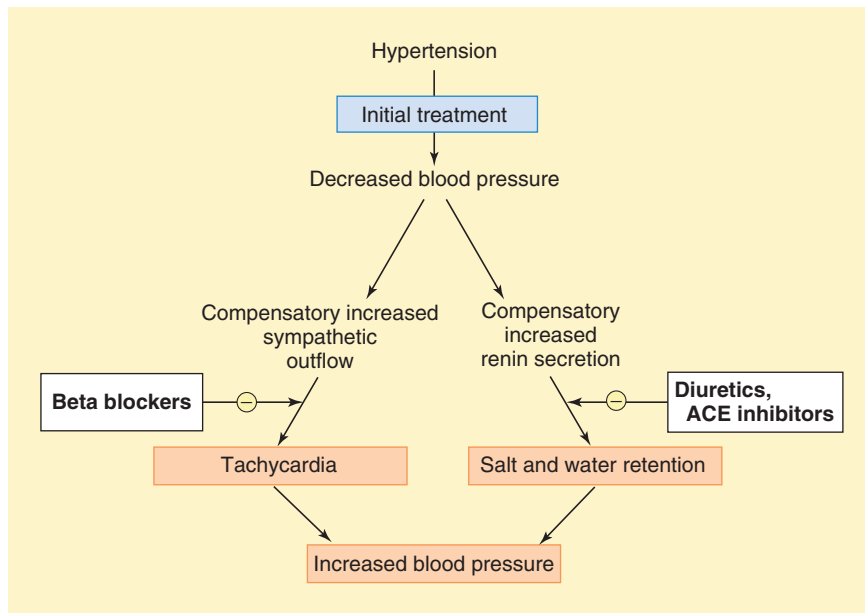 Hypertension
Initial treatment
Decreased blood pressure
Compensatory increased
sympathetic
outflow
Compensatory
increased
renin secretion
Beta blockers
−
−
Diuretics,
ACE inhibitors
Tachycardia
Salt and water retention
Increased blood pressure